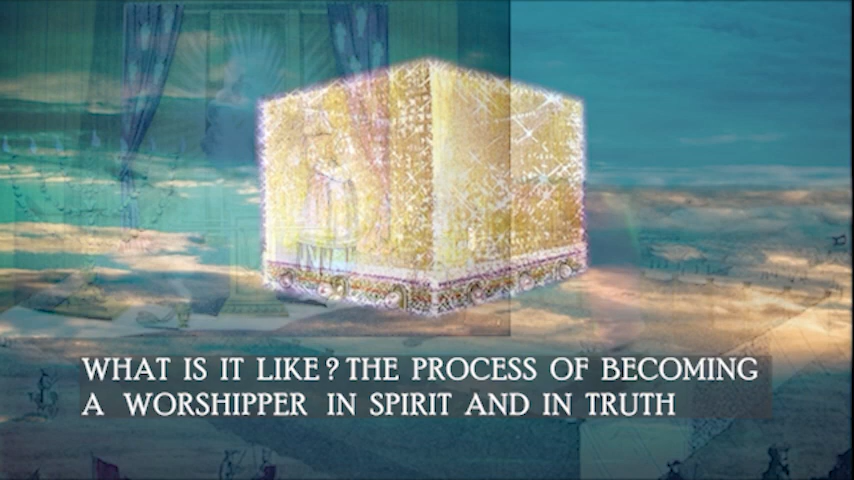 WHAT IS IT LIKE? THE PROCESS OF BECOMING
A WORSHIPPER IN SPIRIT AND IN TRUTH